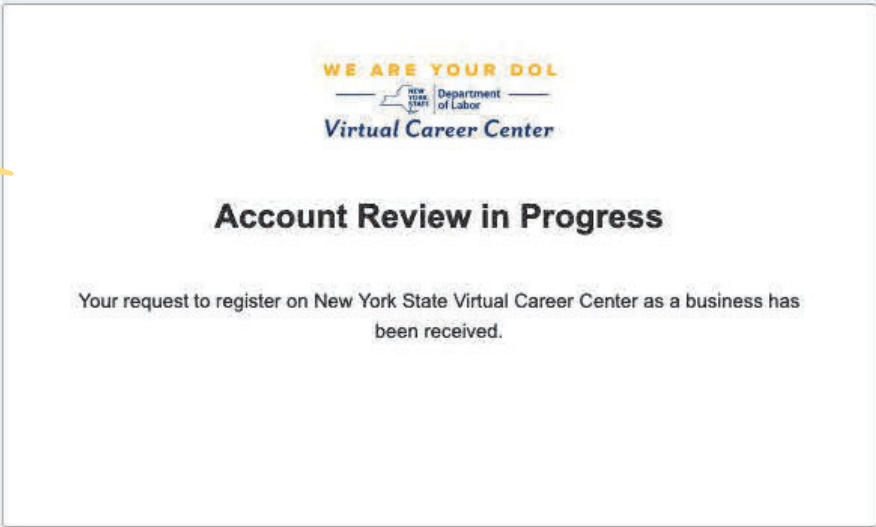 WE ARE YOUR DOL
NEW
YORK
STATE
Department
of Labor
Virtual Career Center
Account Review in Progress
Your request to register on New York State Virtual Career Center as a business has
been received.